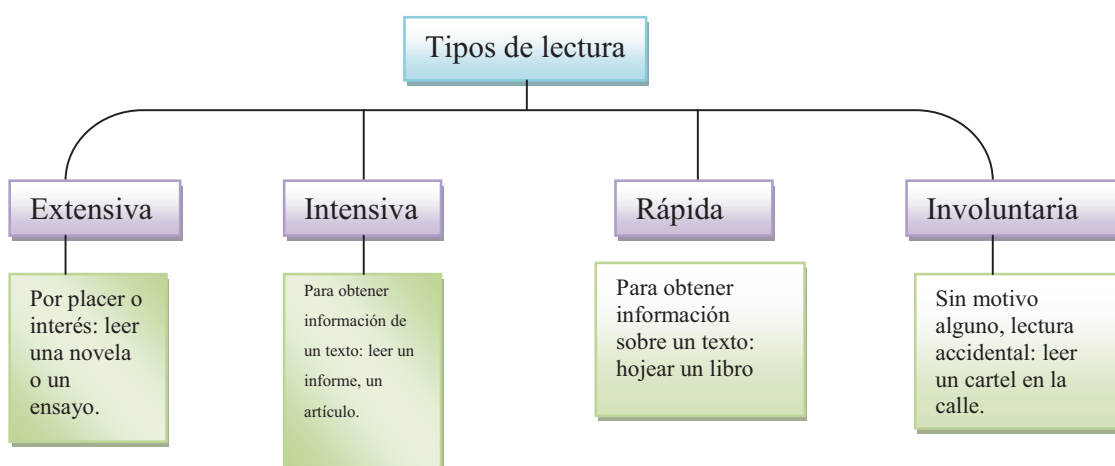 Tipos de lectura
Extensiva
Intensiva
Rápida
Involuntaria
Por placer o
interés: leer
una novela
o un
ensayo.
Para obtener
información de
un texto: leer un
informe, un
artículo.
Para obtener
información
sobre un texto:
hojear un libro
Sin motivo
alguno, lectura
accidental: leer
un cartel en la
calle.